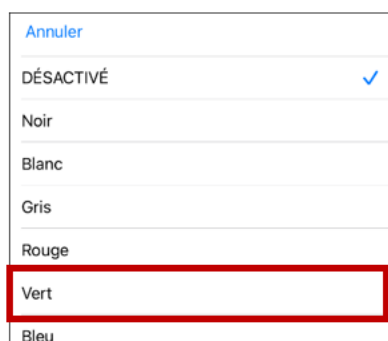 Annuler
DÉSACTIVÉ
Noir
Blanc
Gris
Rouge
Vert
Bleu